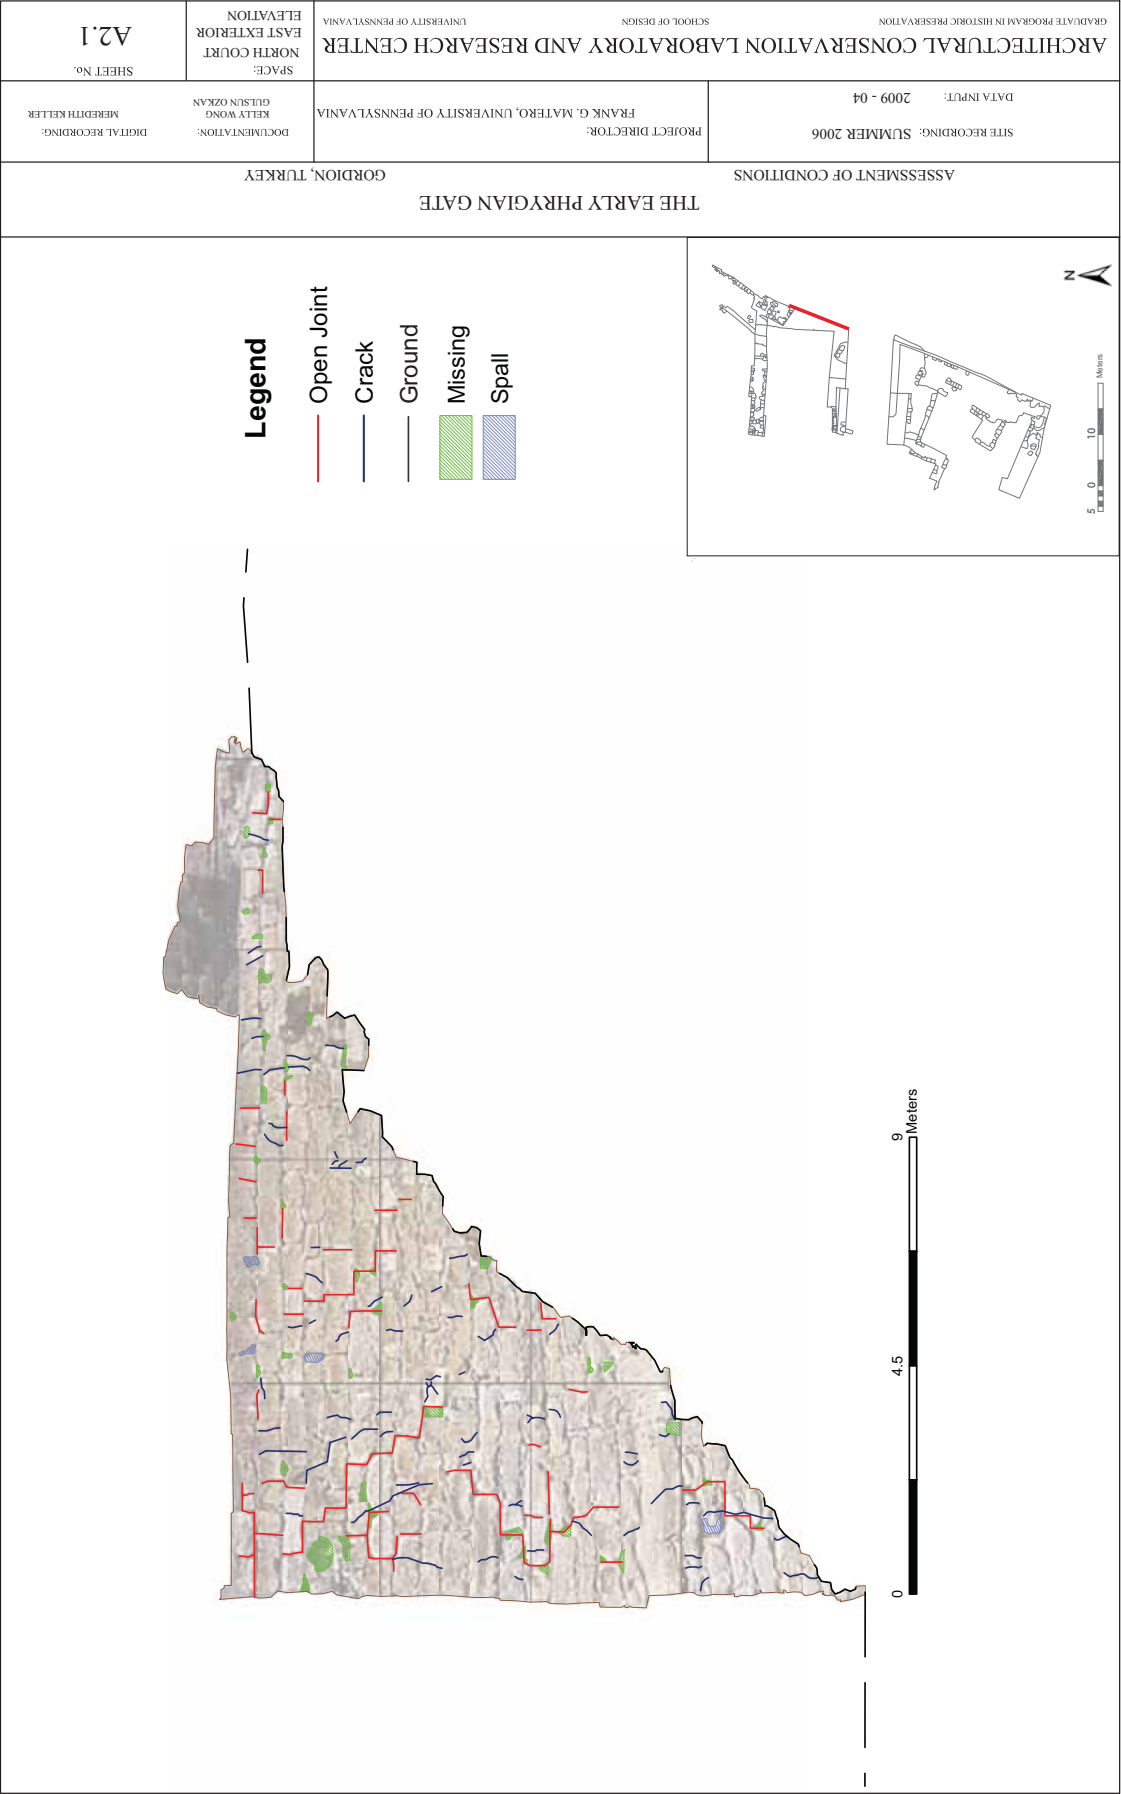 THE EARLY PHRYGIAN GATE
ASSESSMENT OF CONDITIONS
GORDION, TURKEY
SITE RECORDING: SUMMER 2006
DATA INPUT: 2009 - 04
PROJECT DIRECTOR:
FRANK G. MATERO, UNIVERSITY OF PENNSYLVANIA
DOCUMENTATION:
KELLY WONG
GULSUN OZKAN
DIGITAL RECORDING:
MEREDITH KELLER
ARCHITECTURAL CONSERVATION LABORATORY AND RESEARCH CENTER
GRADUATE PROGRAM IN HISTORIC PRESERVATION
SCHOOL OF DESIGN
UNIVERSITY OF PENNSYLVANIA
SPACE:
NORTH COURT
EAST EXTERIOR
ELEVATION
SHEET No.
A2.1
Legend
Open Joint
Crack
Ground
Missing
Spall
N
5 0 10
Meters
0 4.5 9
Meters